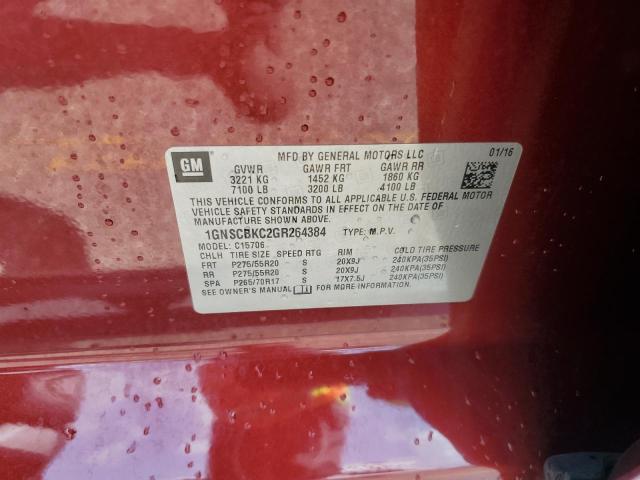 GM
MFD BY GENERAL MOTORS LLC 01/16
GVWR GAWR FRT GAWR RR
3221 KG 1452 KG 1860 KG
7100 LB 3200 LB 4100 LB
THIS VEHICLE CONFORMS TO ALL APPLICABLE U.S. FEDERAL MOTOR
VEHICLE SAFETY STANDARDS IN EFFECT ON THE DATE OF
MANUFACTURE SHOWN ABOVE.
1GNSCBKC2GR264384 TYPE: M.P.V.
MODEL: C15706
CHLH TIRE SIZE SPEED RTG RIM COLD TIRE PRESSURE
FRT P275/55R20 S 20X9J 240KPA(35PSI)
RR P275/55R20 S 20X9J 240KPA(35PSI)
SPA P265/70R17 S 17X7.5J 240KPA(35PSI)
SEE OWNER'S MANUAL FOR MORE INFORMATION.